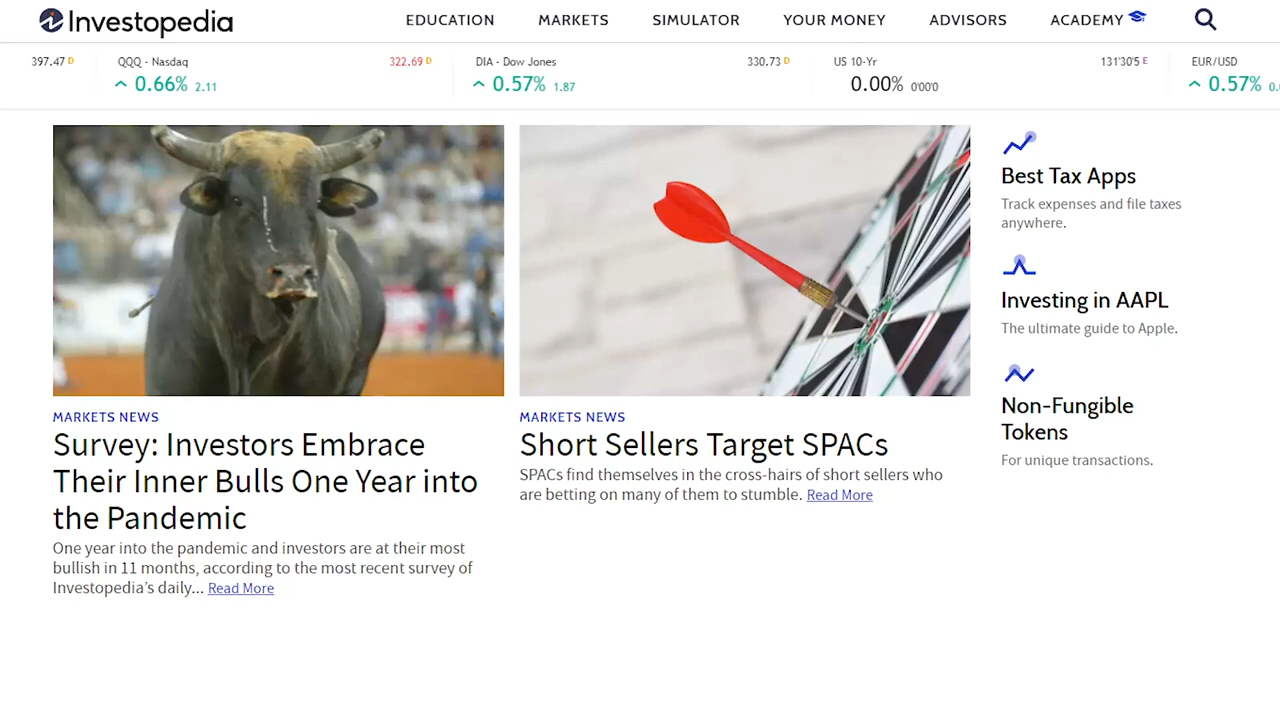 Investopedia
EDUCATION MARKETS SIMULATOR YOUR MONEY ADVISORS ACADEMY
397.47 D QQQ - Nasdaq 322.69 D DIA - Dow Jones 330.73 D US 10-Yr 131'30'5 E EUR/USD
0.66% 2.11 0.57% 1.87 0.00% 0'00'0 0.57%
MARKETS NEWS
Survey: Investors Embrace
Their Inner Bulls One Year into
the Pandemic
One year into the pandemic and investors are at their most
bullish in 11 months, according to the most recent survey of
Investopedia's daily... Read More
MARKETS NEWS
Short Sellers Target SPACs
SPACs find themselves in the cross-hairs of short sellers who
are betting on many of them to stumble. Read More
Best Tax Apps
Track expenses and file taxes
anywhere.
Investing in AAPL
The ultimate guide to Apple.
Non-Fungible
Tokens
For unique transactions.